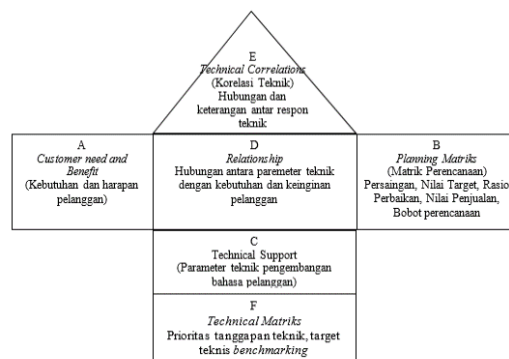 E
Technical Correlations
(Korelasi Teknik)
Hubungan dan
keterangan antar respon
teknik
A
Customer need and
Benefit
(Kebutuhan dan harapan
pelanggan)
D
Relationship
Hubungan antara paremeter teknik
dengan kebutuhan dan keinginan
pelanggan
B
Planning Matriks
(Matrik Perencanaan)
Persaingan, Nilai Target, Rasio
Perbaikan, Nilai Penjualan,
Bobot perencanaan
C
Technical Support
(Parameter teknik pengembangan
bahasa pelanggan)
F
Technical Matriks
Prioritas tanggapan teknik, target
teknis benchmarking